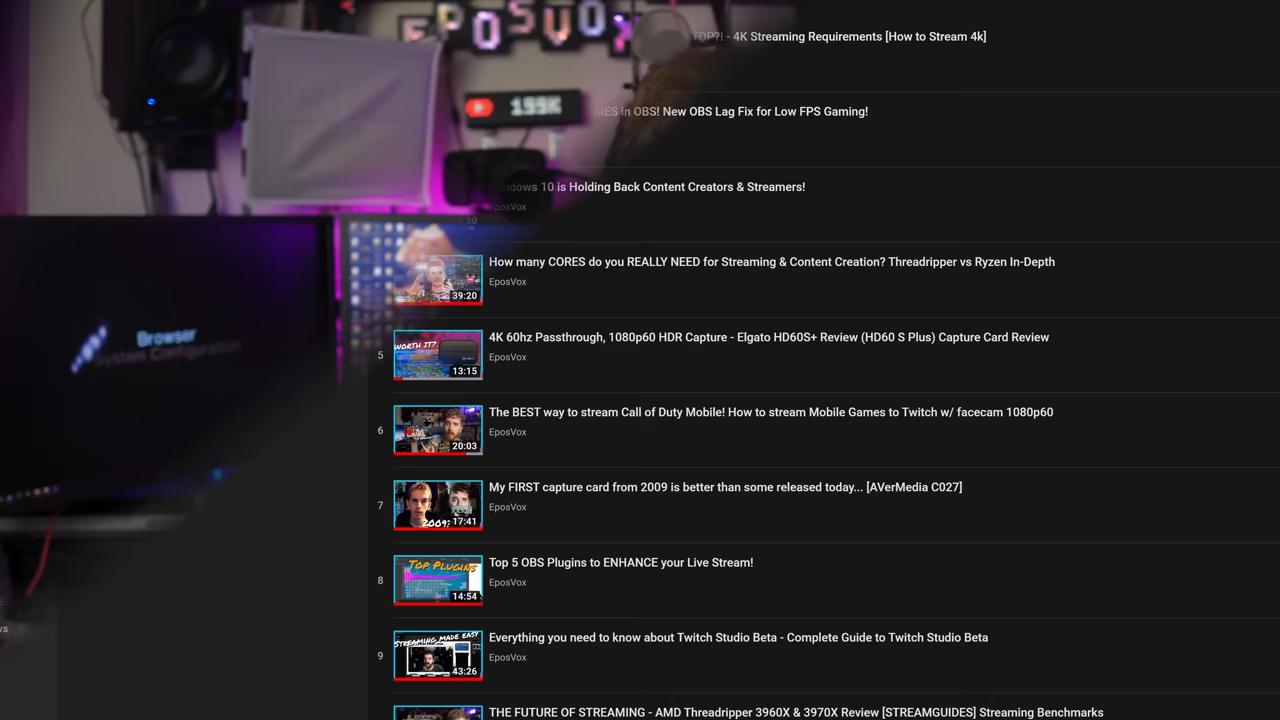 EPOSVOX
199K
TOP?! - 4K Streaming Requirements [How to Stream 4k]
in OBS! New OBS Lag Fix for Low FPS Gaming!
Windows 10 is Holding Back Content Creators & Streamers!
EposVox
How many CORES do you REALLY NEED for Streaming & Content Creation? Threadripper vs Ryzen In-Depth
EposVox
39:20
Browser
System Configuration
4K 60hz Passthrough, 1080p60 HDR Capture - Elgato HD60S+ Review (HD60 S Plus) Capture Card Review
WORTH IT?
5
EposVox
13:15
The BEST way to stream Call of Duty Mobile! How to stream Mobile Games to Twitch w/ facecam 1080p60
6
EposVox
20:03
My FIRST capture card from 2009 is better than some released today... [AVerMedia C027]
7
EposVox
2009? 17:41
Top 5 OBS Plugins to ENHANCE your Live Stream!
TOP PLUGINS
8
EposVox
14:54
Everything you need to know about Twitch Studio Beta - Complete Guide to Twitch Studio Beta
STREAMING MADE EASY
9
EposVox
43:26
THE FUTURE OF STREAMING - AMD Threadripper 3960X & 3970X Review [STREAMGUIDES] Streaming Benchmarks